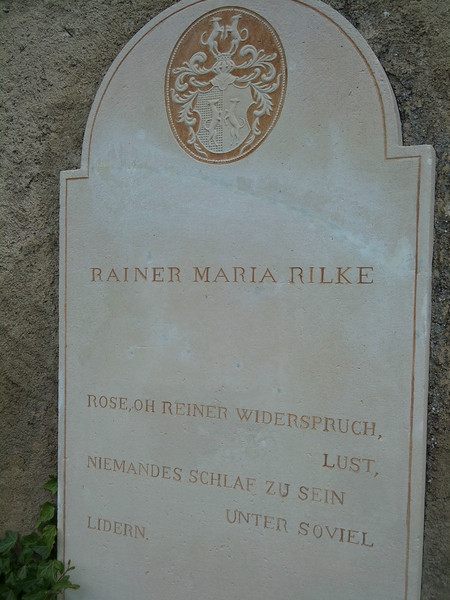 RAINER MARIA RILKE
ROSE, OH REINER WIDERSPRUCH,
LUST,
NIEMANDES SCHLAF ZU SEIN
UNTER SOVIEL
LIDERN.